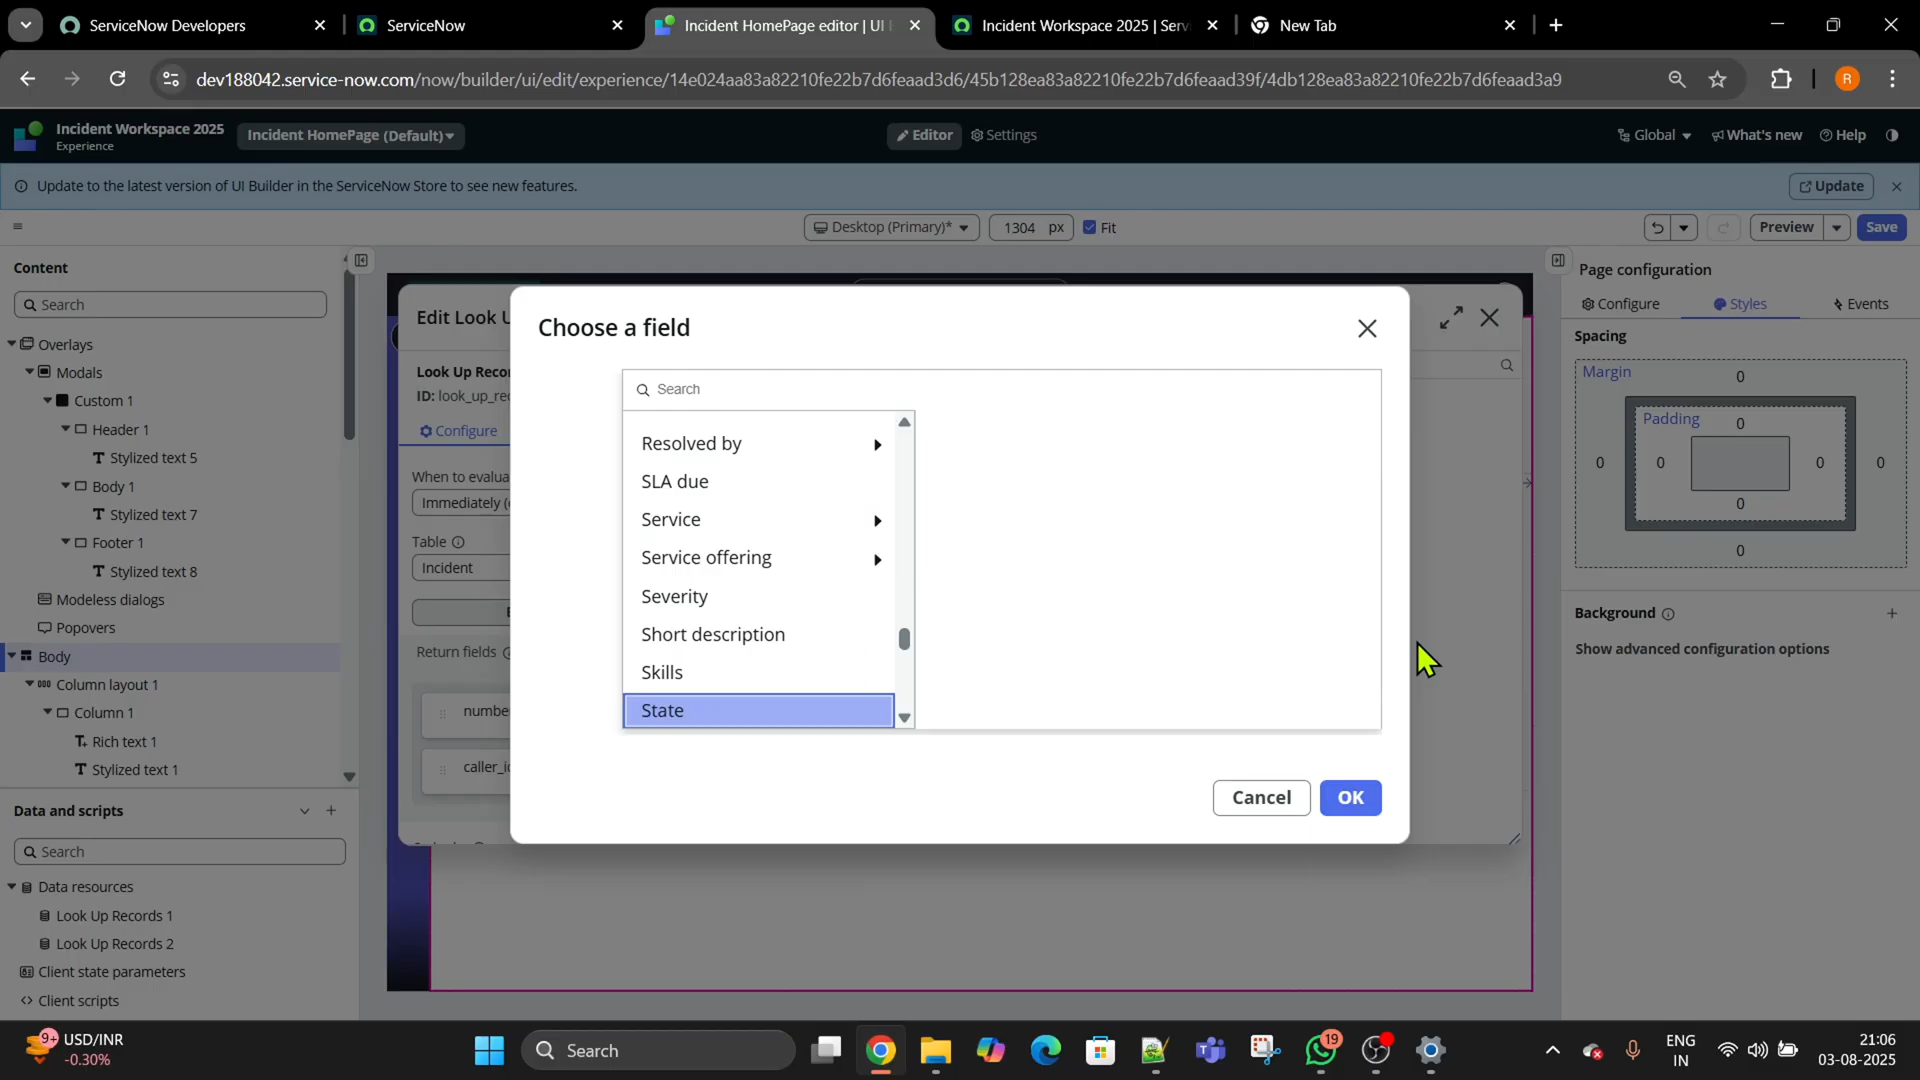 ServiceNow Developers
ServiceNow
Incident HomePage editor | UI
Incident Workspace 2025 | Serv
New Tab
dev188042.service-now.com/now/builder/ui/edit/experience/14e024aa83a82210fe22b7d6feaad3d6/45b128ea83a82210fe22b7d6feaad39f/4db128ea83a82210fe22b7d6feaad3a9
R
Incident Workspace 2025
Experience
Incident HomePage (Default)
Editor
Settings
Global
What's new
Help
Update to the latest version of UI Builder in the ServiceNow Store to see new features.
Update
Desktop (Primary)*
1304 px
Fit
Preview
Save
Content
Search
Overlays
Modals
Custom 1
Header 1
Stylized text 5
Body 1
Stylized text 7
Footer 1
Stylized text 8
Modeless dialogs
Popovers
Body
Column layout 1
Column 1
Rich text 1
Stylized text 1
Data and scripts
Search
Data resources
Look Up Records 1
Look Up Records 2
Client state parameters
Client scripts
Edit Look U
Look Up Reco
ID: look_up_re
Configure
When to evalua
Immediately (
Table
Incident
Return fields
numbe
caller_i
Choose a field
Search
Resolved by
SLA due
Service
Service offering
Severity
Short description
Skills
State
Cancel
OK
Page configuration
Configure
Styles
Events
Spacing
Margin
0
Padding
0
0
0
0
0
0
0
Background
Show advanced configuration options
9+
USD/INR
-0.30%
Search
19
ENG
IN
21:06
03-08-2025